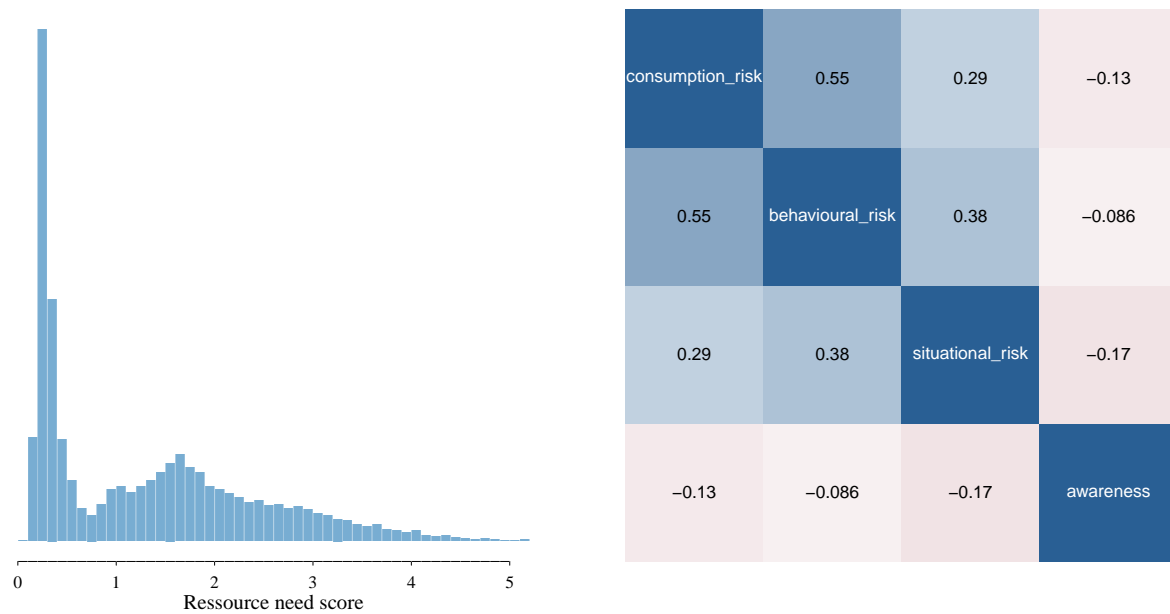 0 1 2 3 4 5
Ressource need score
consumption_risk 0.55 0.29 −0.13
0.55 behavioural_risk 0.38 −0.086
0.29 0.38 situational_risk −0.17
−0.13 −0.086 −0.17 awareness